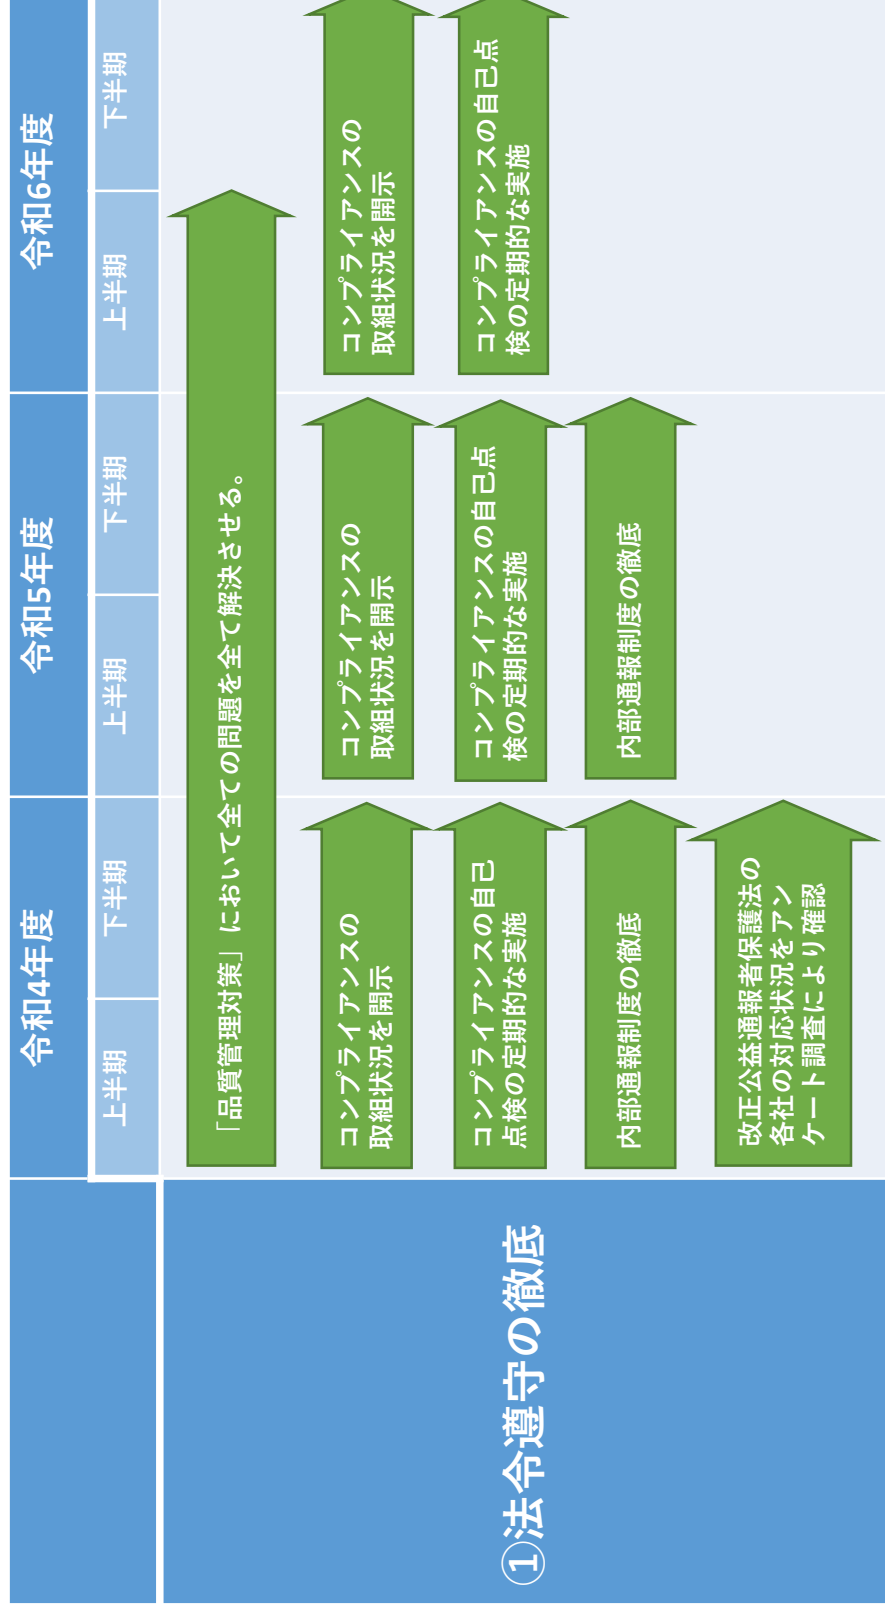 令和4年度
令和5年度
令和6年度
上半期
下半期
上半期
下半期
上半期
下半期
①法令遵守の徹底
「品質管理対策」において全ての問題を全て解決させる。
コンプライアンスの
取組状況を開示
コンプライアンスの
取組状況を開示
コンプライアンスの
取組状況を開示
コンプライアンスの自己
点検の定期的な実施
コンプライアンスの自己点
検の定期的な実施
コンプライアンスの自己点
検の定期的な実施
内部通報制度の徹底
内部通報制度の徹底
改正公益通報者保護法の
各社の対応状況をアン
ケート調査により確認